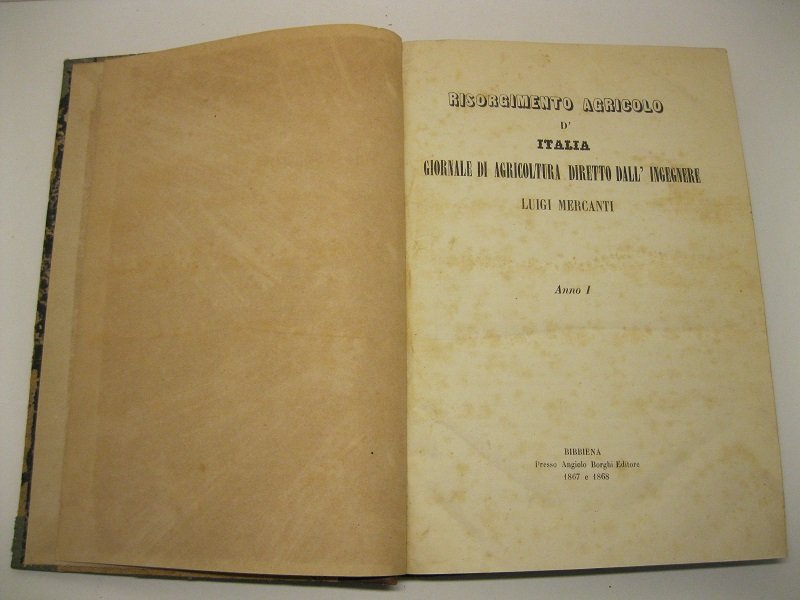 RISORGIMENTO AGRICOLO
D'
ITALIA
GIORNALE DI AGRICOLTURA DIRETTO DALL' INGEGNERE
LUIGI MERCANTI
Anno I
BIBBIENA
Presso Angiolo Borghi Editore
1867 e 1868